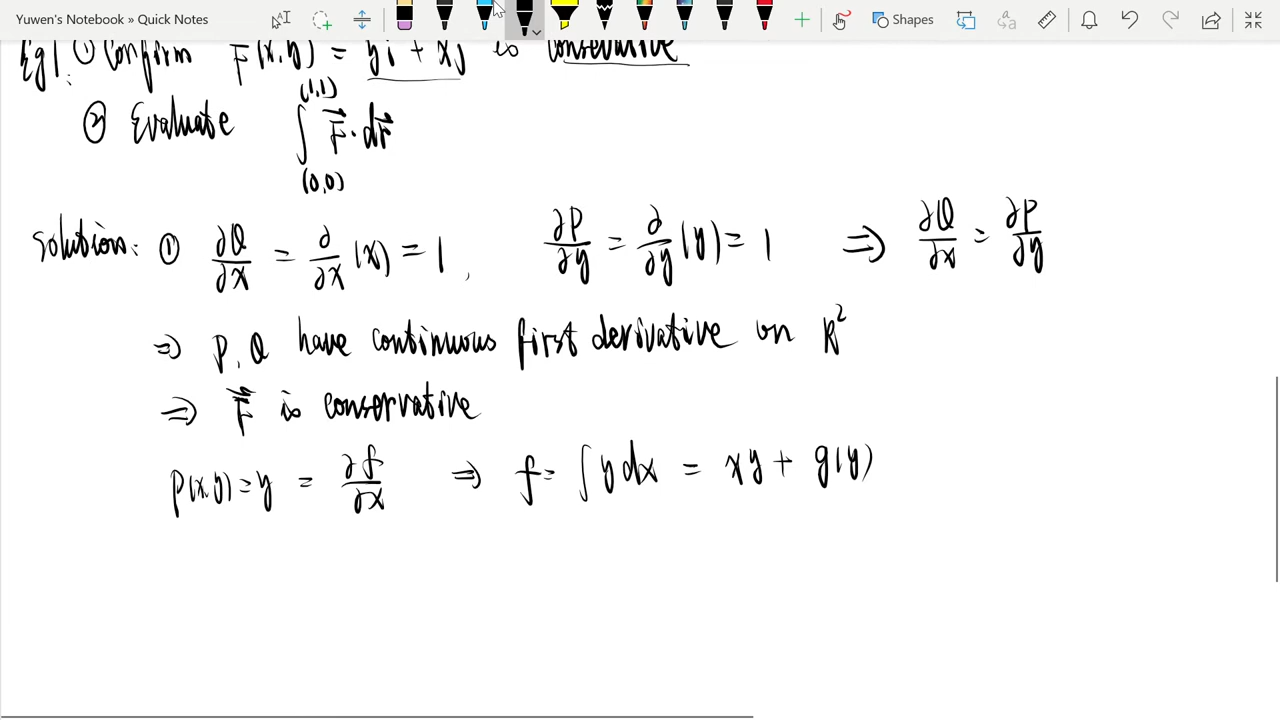 Yuwen's Notebook » Quick Notes
Shapes
Eg1: ① Confirm F(x,y) = yi + xj is conservative
② Evaluate ∫_(0,0)^(1,1) F⃗·dr⃗
Solution: ① ∂Q/∂x = ∂/∂x (x) = 1, ∂P/∂y = ∂/∂y (y) = 1 ⇒ ∂Q/∂x = ∂P/∂y
⇒ P, Q have continuous first derivative on R²
⇒ F⃗ is conservative
P(x,y) = y = ∂f/∂x ⇒ f = ∫ y dx = xy + g(y)